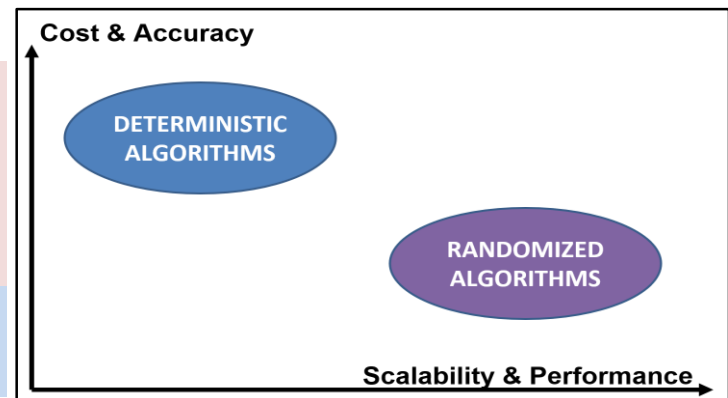 Cost & Accuracy
DETERMINISTIC
ALGORITHMS
RANDOMIZED
ALGORITHMS
Scalability & Performance